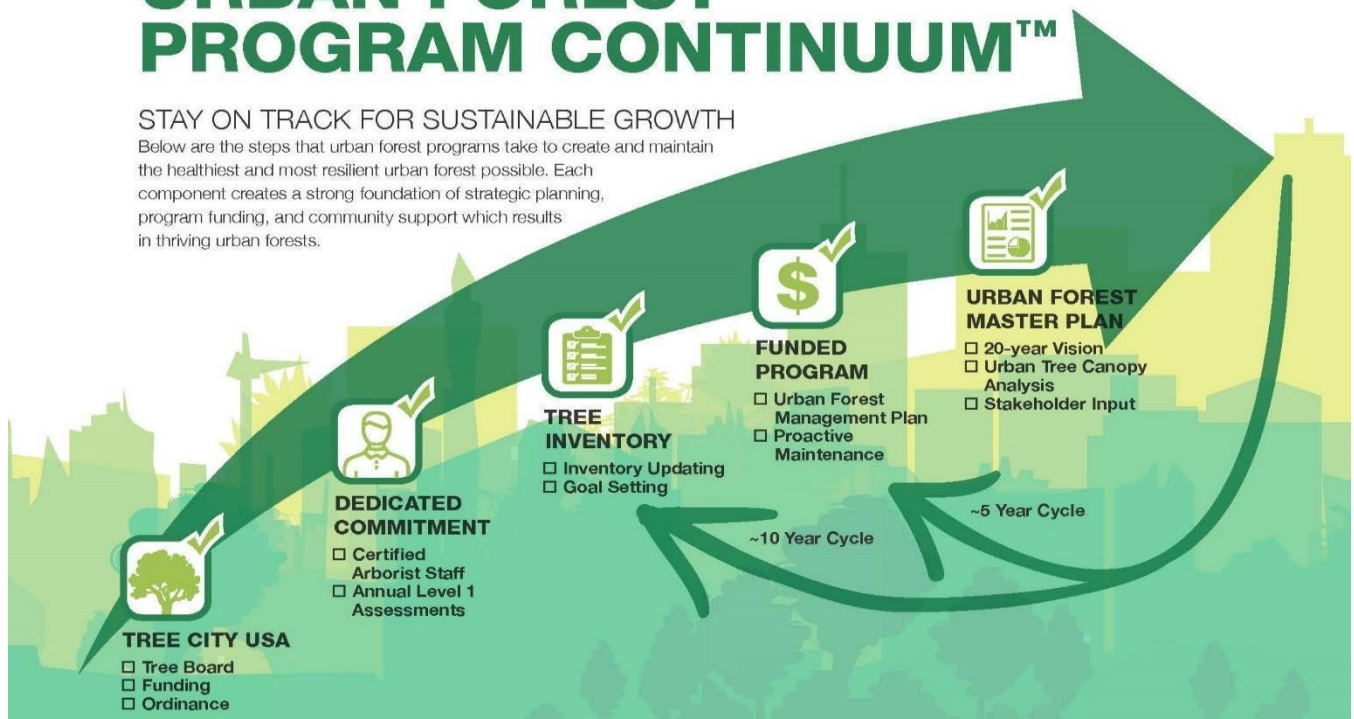 URBAN FOREST
PROGRAM CONTINUUM™
STAY ON TRACK FOR SUSTAINABLE GROWTH
Below are the steps that urban forest programs take to create and maintain
the healthiest and most resilient urban forest possible. Each
component creates a strong foundation of strategic planning,
program funding, and community support which results
in thriving urban forests.
TREE CITY USA
☐ Tree Board
☐ Funding
☐ Ordinance
DEDICATED
COMMITMENT
☐ Certified
Arborist Staff
☐ Annual Level 1
Assessments
TREE
INVENTORY
☐ Inventory Updating
☐ Goal Setting
$
FUNDED
PROGRAM
☐ Urban Forest
Management Plan
☐ Proactive
Maintenance
URBAN FOREST
MASTER PLAN
☐ 20-year Vision
☐ Urban Tree Canopy
Analysis
☐ Stakeholder Input
~10 Year Cycle
~5 Year Cycle